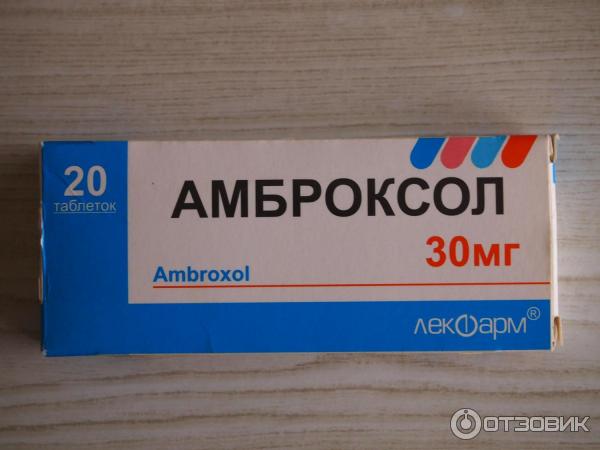 20
таблеток
АМБРОКСОЛ
30мг
Ambroxol
лекФарм®
ОТЗОВИК